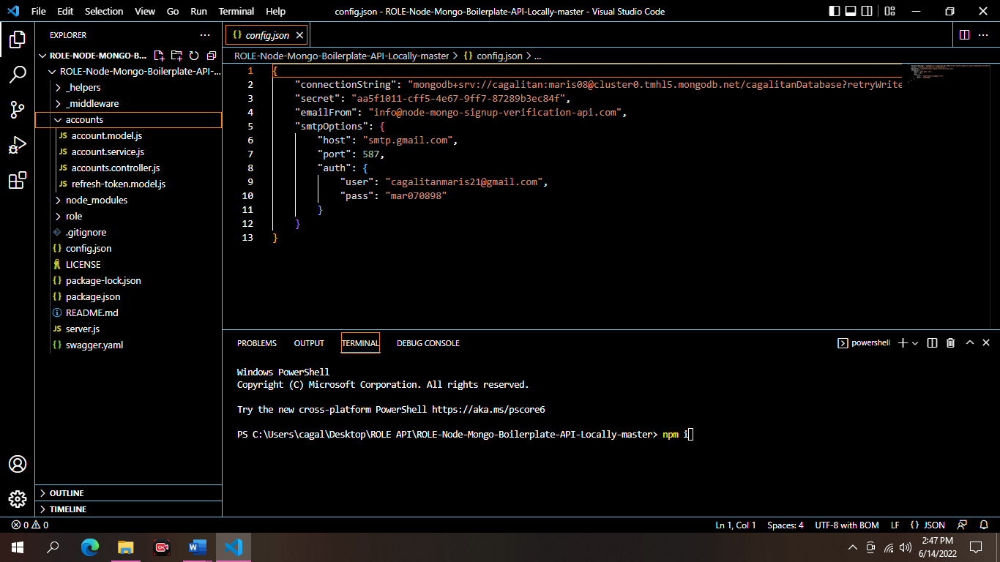 File Edit Selection View Go Run Terminal Help
config.json - ROLE-Node-Mongo-Boilerplate-API-Locally-master - Visual Studio Code
EXPLORER
ROLE-NODE-MONGO-B...
ROLE-Node-Mongo-Boilerplate-API-...
_helpers
_middleware
accounts
JS account.model.js
JS account.service.js
JS accounts.controller.js
JS refresh-token.model.js
node_modules
role
.gitignore
{} config.json
LICENSE
{} package-lock.json
{} package.json
README.md
JS server.js
{} swagger.yaml
OUTLINE
TIMELINE
{} config.json
ROLE-Node-Mongo-Boilerplate-API-Locally-master > {} config.json > ...
1 {
2 "connectionString": "mongodb+srv://cagalitan:maris08@cluster0.tmhl5.mongodb.net/cagalitanDatabase?retryWrite
3 "secret": "aa5f1011-cff5-4e67-9ff7-87289b3ec84f",
4 "emailFrom": "info@node-mongo-signup-verification-api.com",
5 "smtpOptions": {
6 "host": "smtp.gmail.com",
7 "port": 587,
8 "auth": {
9 "user": "cagalitanmaris21@gmail.com",
10 "pass": "mar070898"
11 }
12 }
13 }
PROBLEMS OUTPUT TERMINAL DEBUG CONSOLE
powershell
Windows PowerShell
Copyright (C) Microsoft Corporation. All rights reserved.
Try the new cross-platform PowerShell https://aka.ms/pscore6
PS C:\Users\cagal\Desktop\ROLE API\ROLE-Node-Mongo-Boilerplate-API-Locally-master> npm i
0 0
Ln 1, Col 1 Spaces: 4 UTF-8 with BOM LF {} JSON
2:47 PM
6/14/2022